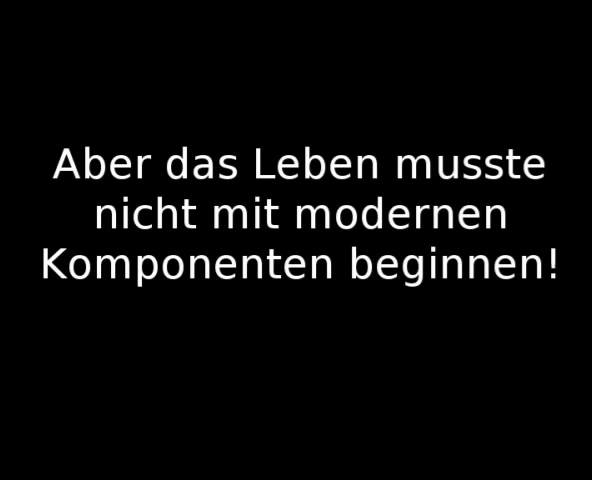 Aber das Leben musste
nicht mit modernen
Komponenten beginnen!